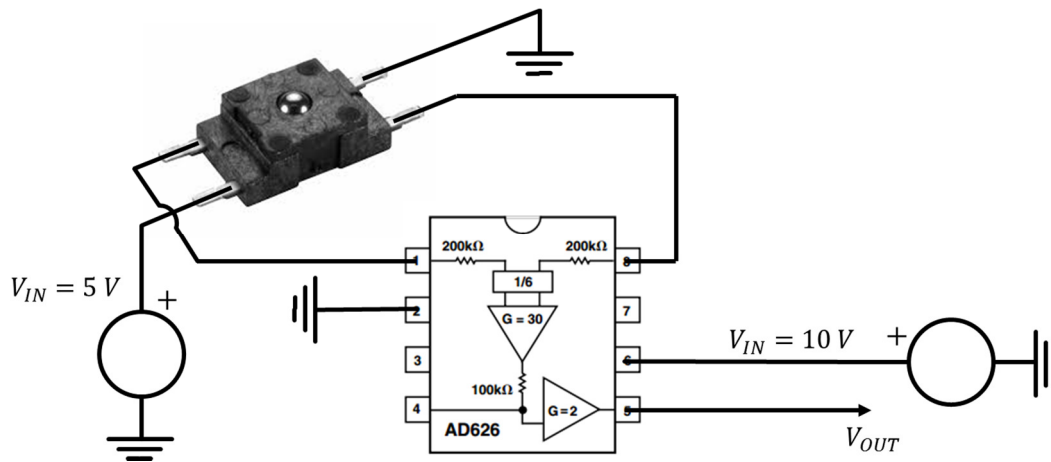 1
200kΩ
200kΩ
8
V_IN = 5 V
+
1/6
2
G = 30
7
V_IN = 10 V
+
3
6
100kΩ
4
G = 2
5
AD626
V_OUT